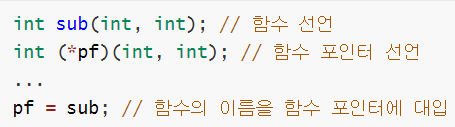 int sub(int, int); // 함수 선언
int (*pf)(int, int); // 함수 포인터 선언
...
pf = sub; // 함수의 이름을 함수 포인터에 대입